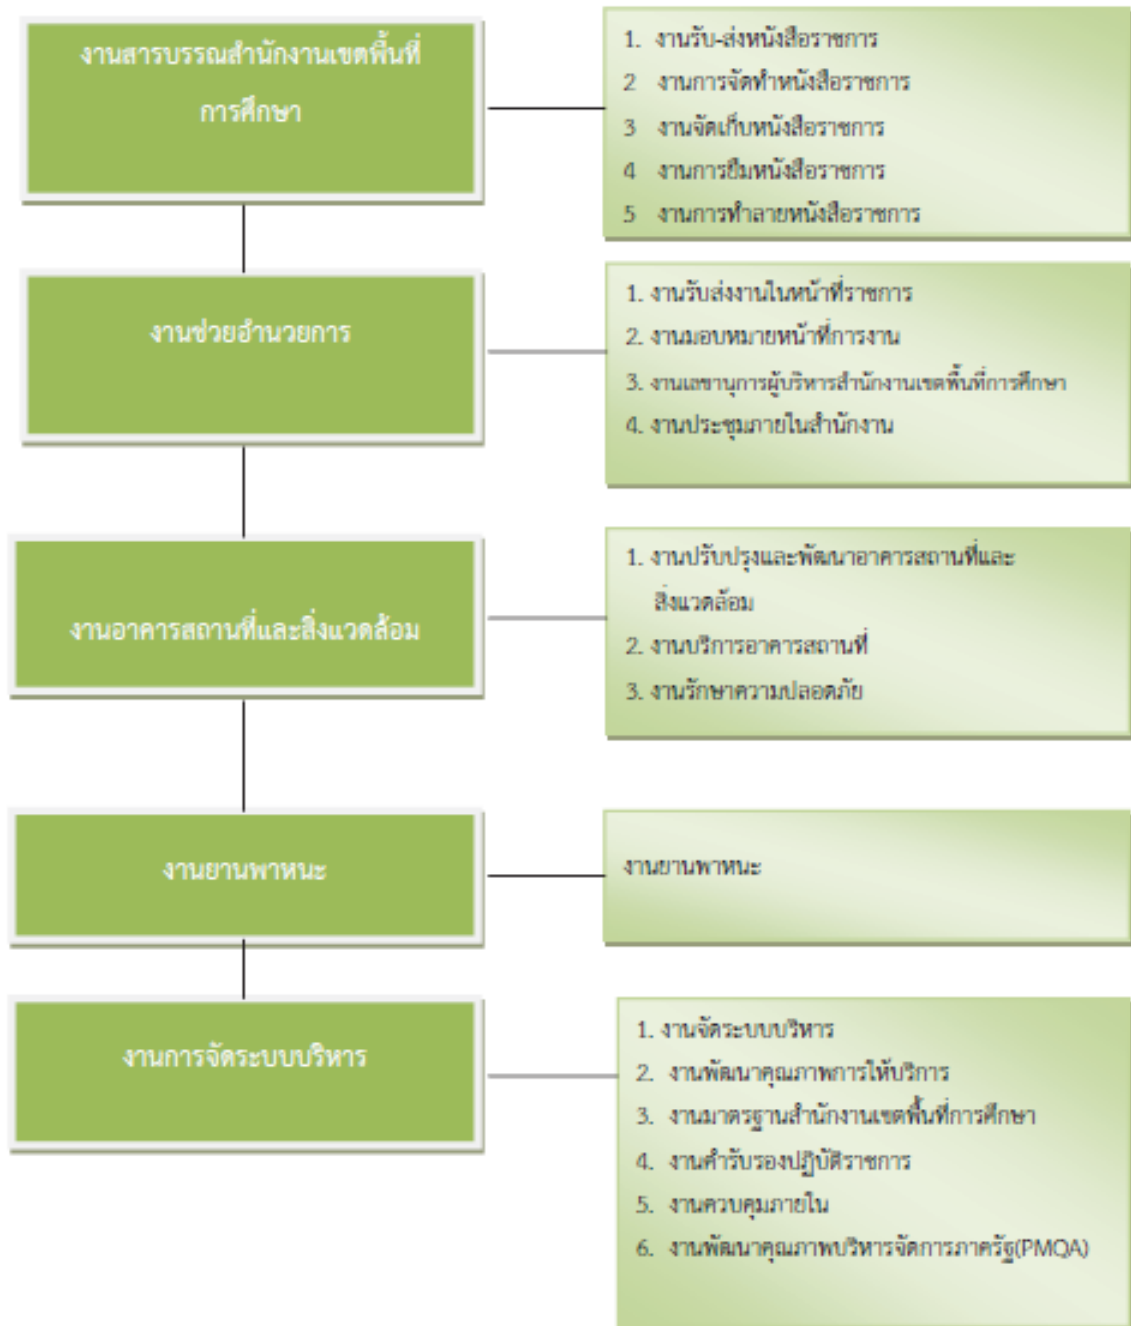 งานสารบรรณสำนักงานเขตพื้นที่
การศึกษา
1. งานรับ-ส่งหนังสือราชการ
2 งานการจัดทำหนังสือราชการ
3 งานจัดเก็บหนังสือราชการ
4 งานการยืมหนังสือราชการ
5 งานการทำลายหนังสือราชการ
งานช่วยอำนวยการ
1. งานรับส่งงานในหน้าที่ราชการ
2. งานมอบหมายหน้าที่การงาน
3. งานเลขานุการผู้บริหารสำนักงานเขตพื้นที่การศึกษา
4. งานประชุมภายในสำนักงาน
งานอาคารสถานที่และสิ่งแวดล้อม
1. งานปรับปรุงและพัฒนาอาคารสถานที่และ
สิ่งแวดล้อม
2. งานบริการอาคารสถานที่
3. งานรักษาความปลอดภัย
งานยานพาหนะ
งานยานพาหนะ
งานการจัดระบบบริหาร
1. งานจัดระบบบริหาร
2. งานพัฒนาคุณภาพการให้บริการ
3. งานมาตรฐานสำนักงานเขตพื้นที่การศึกษา
4. งานคำรับรองปฏิบัติราชการ
5. งานควบคุมภายใน
6. งานพัฒนาคุณภาพบริหารจัดการภาครัฐ(PMQA)